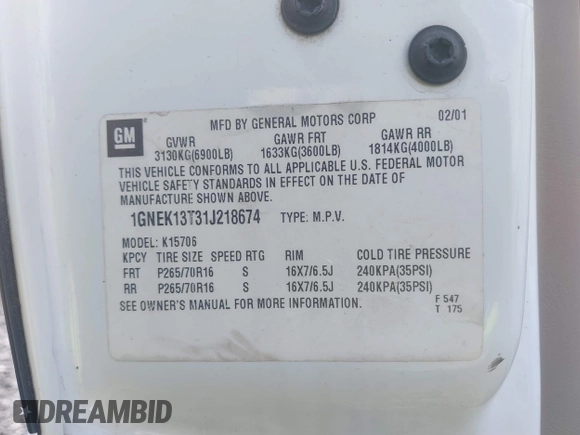 GM
MFD BY GENERAL MOTORS CORP 02/01
GVWR GAWR FRT GAWR RR
3130KG(6900LB) 1633KG(3600LB) 1814KG(4000LB)
THIS VEHICLE CONFORMS TO ALL APPLICABLE U.S. FEDERAL MOTOR
VEHICLE SAFETY STANDARDS IN EFFECT ON THE DATE OF
MANUFACTURE SHOWN ABOVE.
1GNEK13T31J218674 TYPE: M.P.V.
MODEL: K15706
KPCY TIRE SIZE SPEED RTG RIM COLD TIRE PRESSURE
FRT P265/70R16 S 16X7/6.5J 240KPA(35PSI)
RR P265/70R16 S 16X7/6.5J 240KPA(35PSI)
SEE OWNER'S MANUAL FOR MORE INFORMATION.
F 547
T 175
DREAMBID